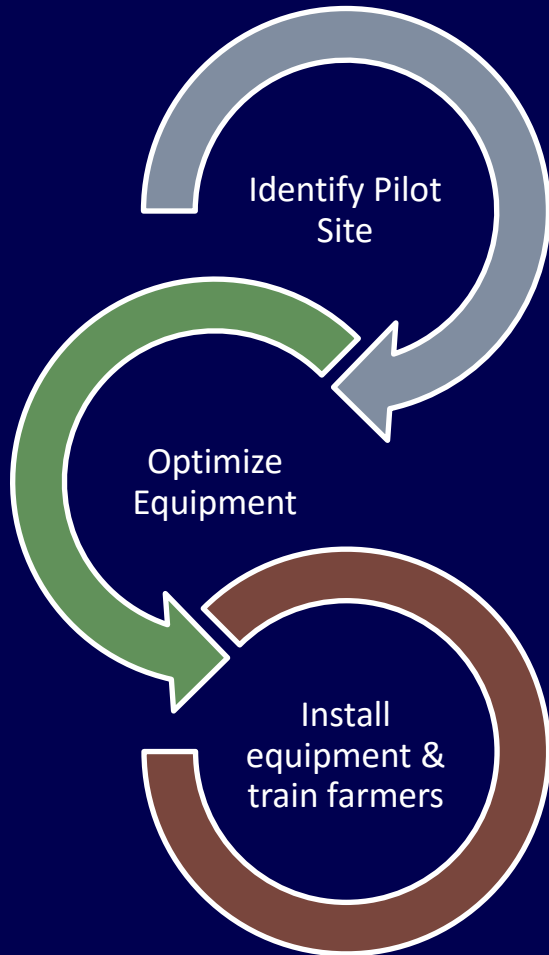 Identify Pilot
Site
Optimize
Equipment
Install
equipment &
train farmers